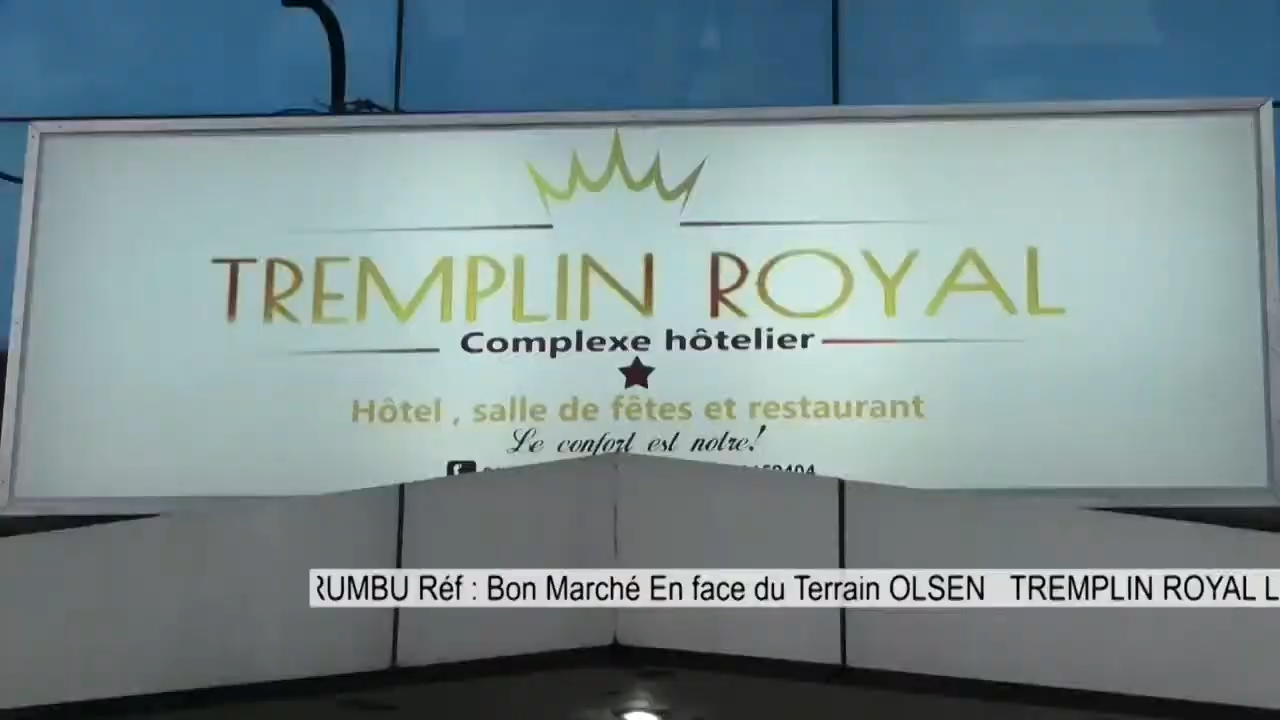 TREMPLIN ROYAL
Complexe hôtelier
Hôtel , salle de fêtes et restaurant
Le confort est notre!
RUMBU Réf : Bon Marché En face du Terrain OLSEN TREMPLIN ROYAL L